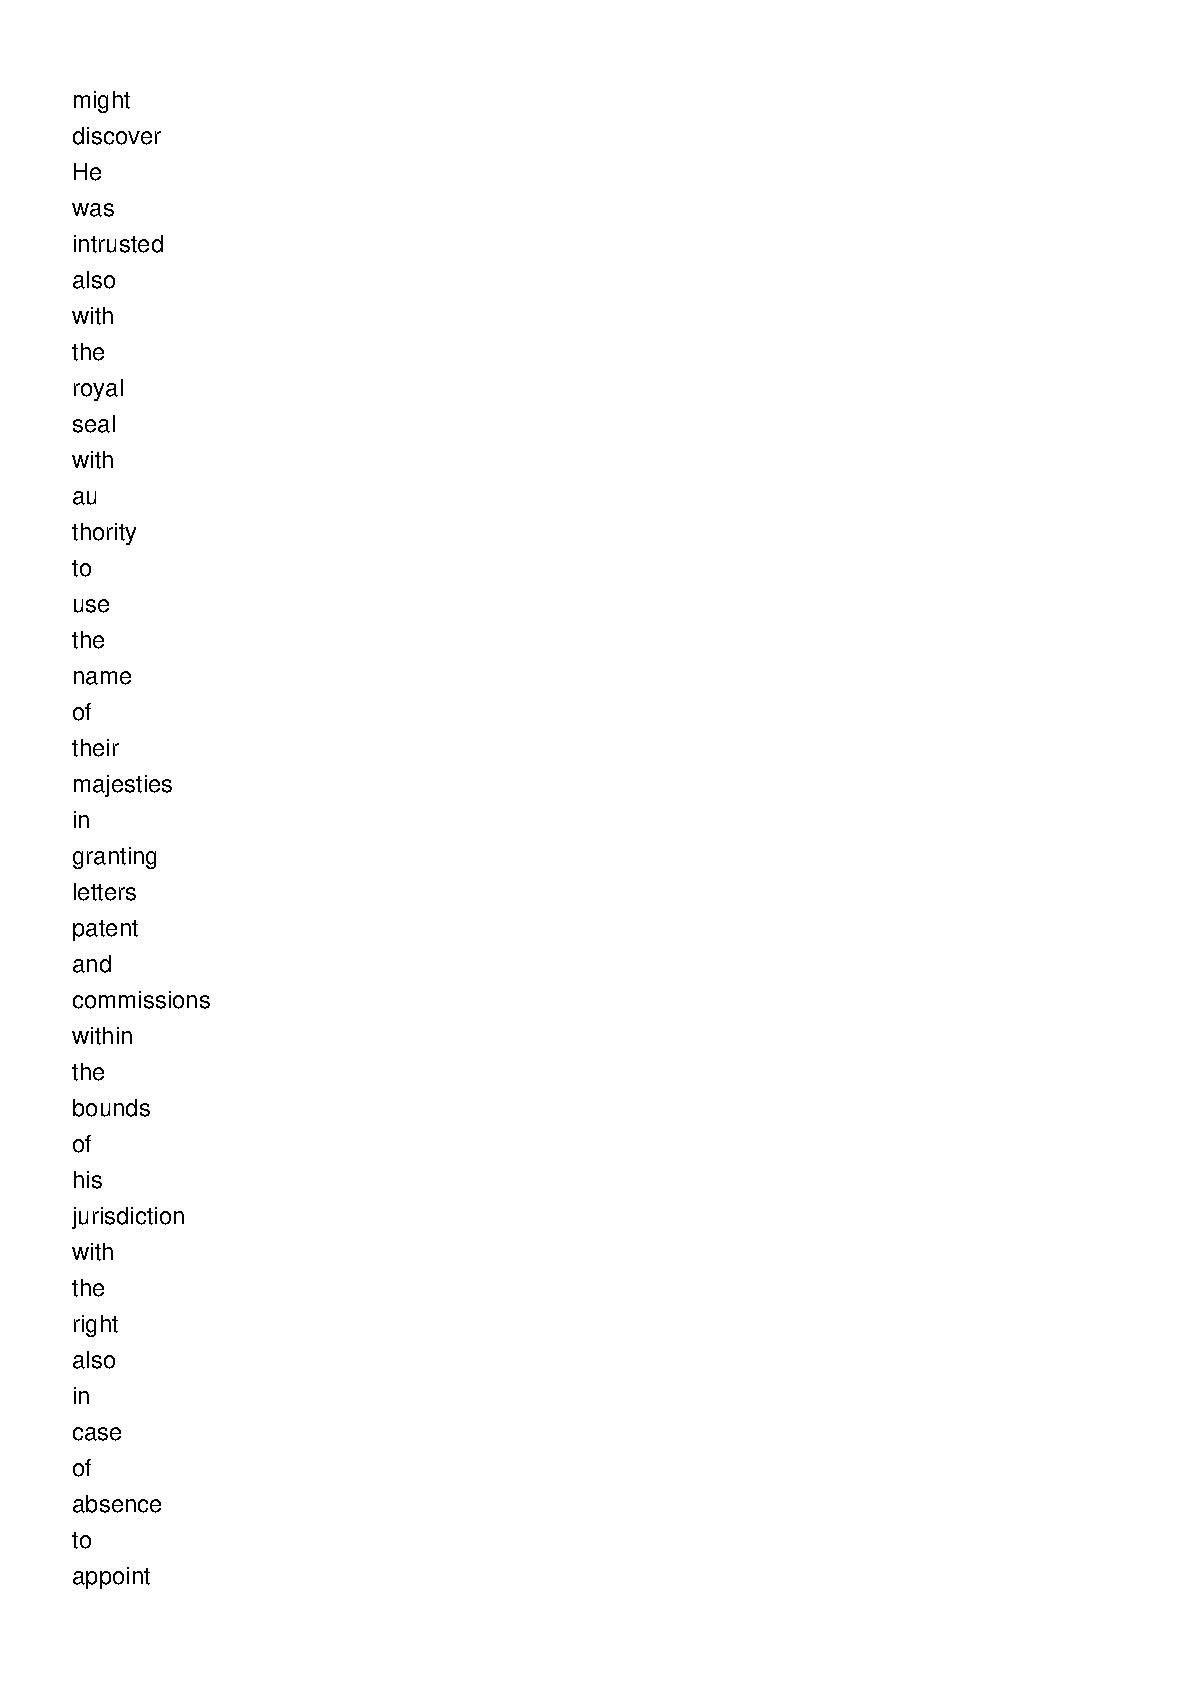 might
discover
He
was
intrusted
also
with
the
royal
seal
with
au
thority
to
use
the
name
of
their
majesties
in
granting
letters
patent
and
commissions
within
the
bounds
of
his
jurisdiction
with
the
right
also
in
case
of
absence
to
appoint